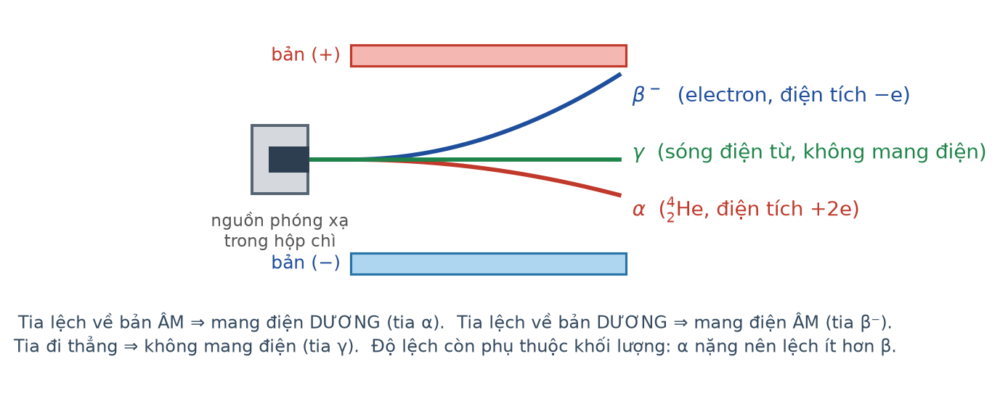 bản (+)
β⁻ (electron, điện tích −e)
γ (sóng điện từ, không mang điện)
α (⁴₂He, điện tích +2e)
nguồn phóng xạ
trong hộp chì
bản (−)
Tia lệch về bản ÂM ⇒ mang điện DƯƠNG (tia α). Tia lệch về bản DƯƠNG ⇒ mang điện ÂM (tia β⁻).
Tia đi thẳng ⇒ không mang điện (tia γ). Độ lệch còn phụ thuộc khối lượng: α nặng nên lệch ít hơn β.